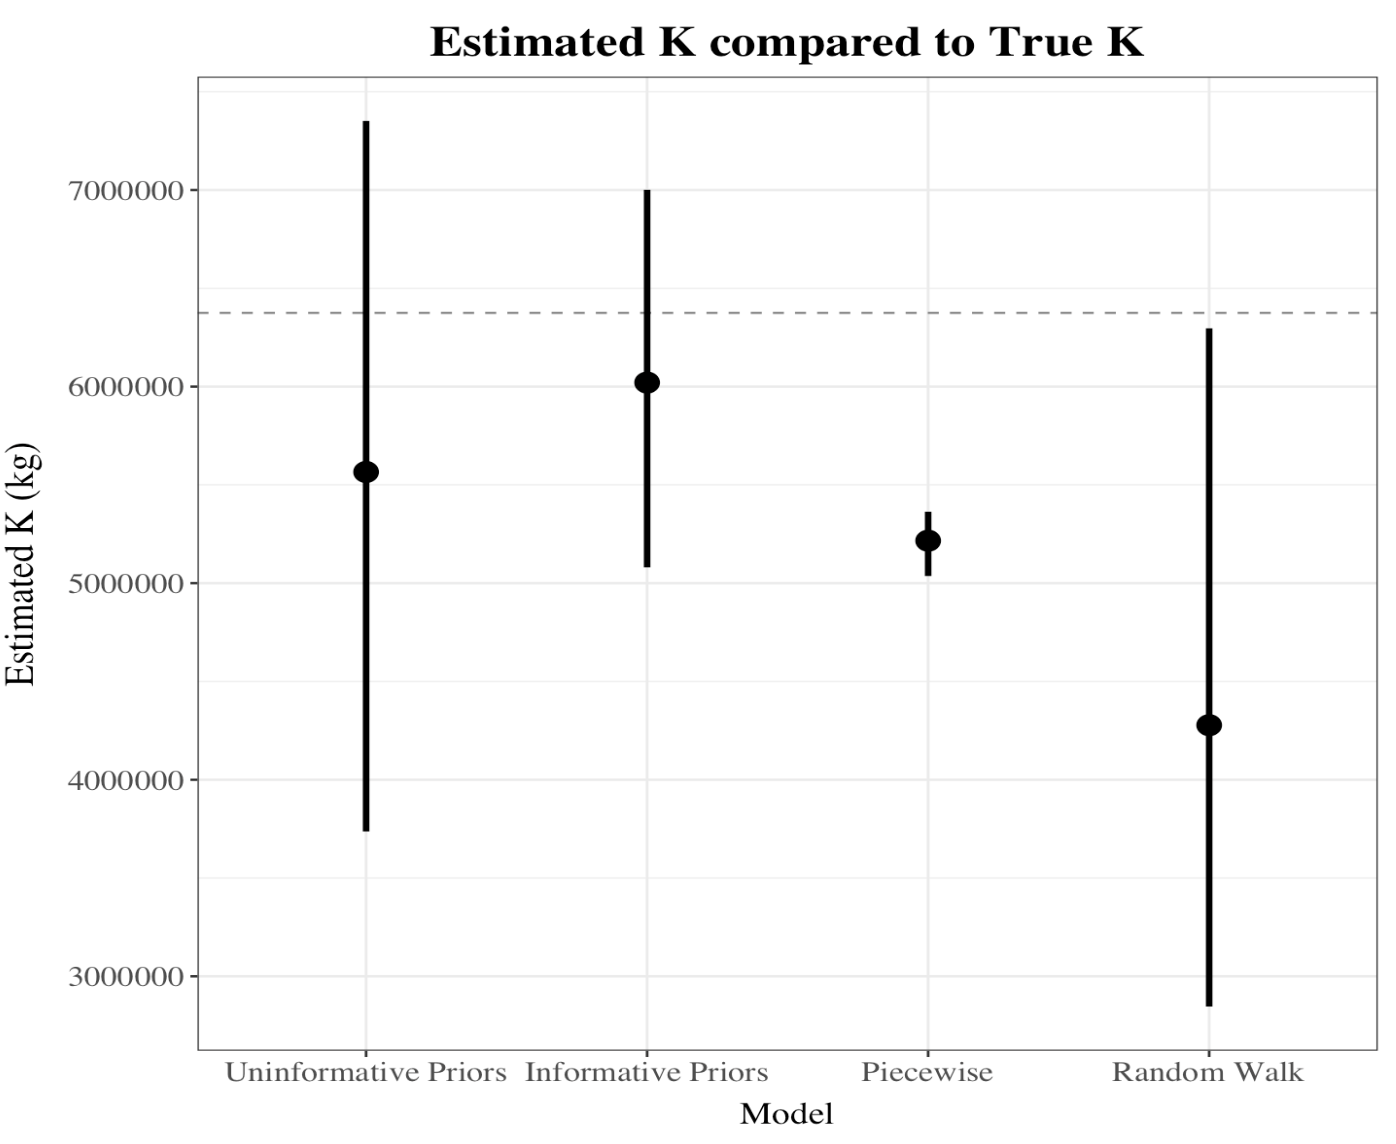 Estimated K compared to True K
Estimated K (kg)
7000000
6000000
5000000
4000000
3000000
Uninformative Priors
Informative Priors
Piecewise
Random Walk
Model